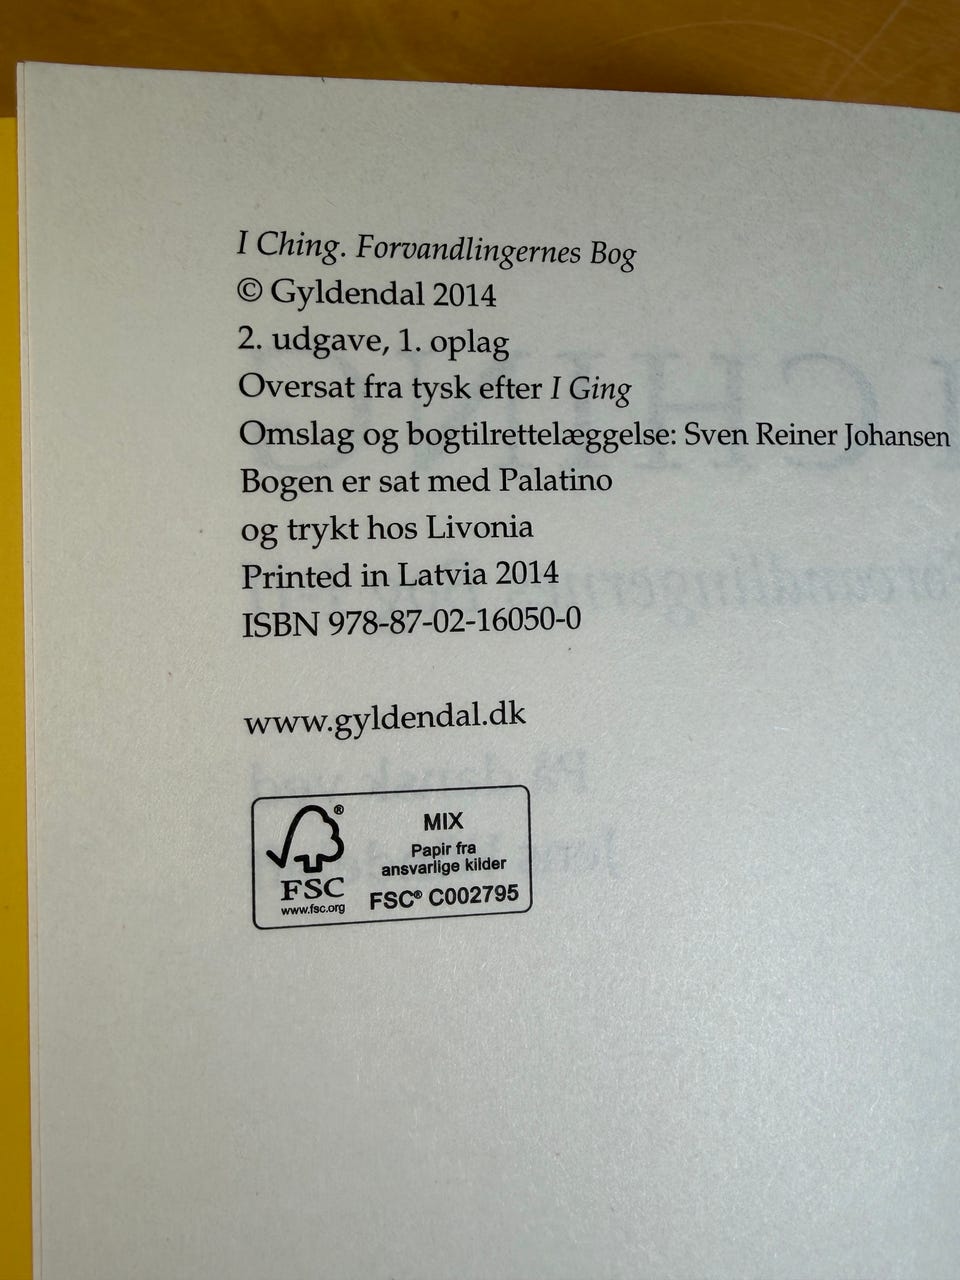 I Ching. Forvandlingernes Bog
© Gyldendal 2014
2. udgave, 1. oplag
Oversat fra tysk efter I Ging
Omslag og bogtilrettelæggelse: Sven Reiner Johansen
Bogen er sat med Palatino
og trykt hos Livonia
Printed in Latvia 2014
ISBN 978-87-02-16050-0
www.gyldendal.dk
®
FSC
www.fsc.org
MIX
Papir fra
ansvarlige kilder
FSC® C002795